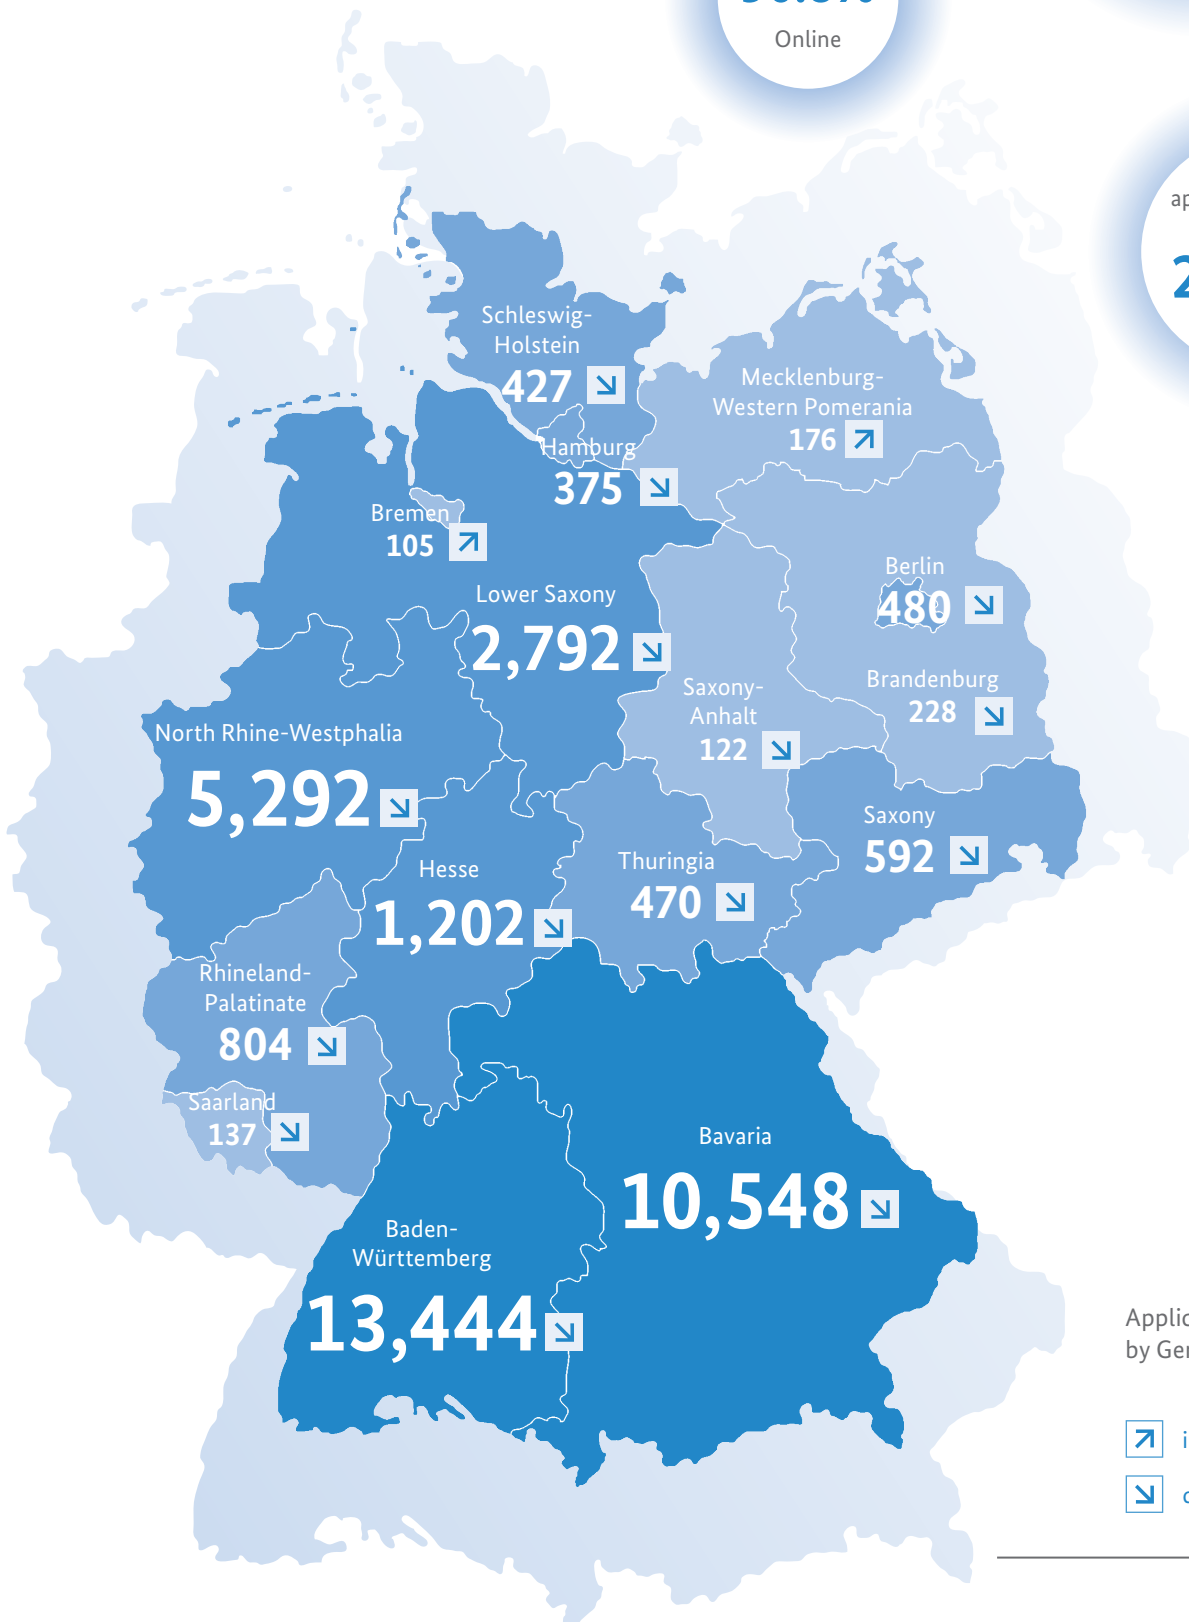 Online
Schleswig-
Holstein
427
Mecklenburg-
Western Pomerania
176
Hamburg
375
Bremen
105
Berlin
480
Lower Saxony
2,792
Brandenburg
228
Saxony-
Anhalt
122
North Rhine-Westphalia
5,292
Saxony
592
Thuringia
470
Hesse
1,202
Rhineland-
Palatinate
804
Saarland
137
Bavaria
10,548
Baden-
Württemberg
13,444
by